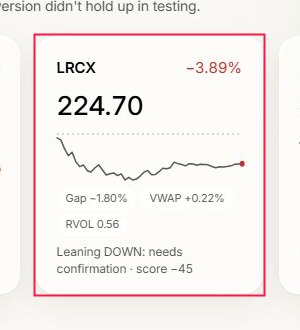 version didn't hold up in testing.
LRCX −3.89%
224.70
Gap −1.80% VWAP +0.22%
RVOL 0.56
Leaning DOWN: needs
confirmation · score −45